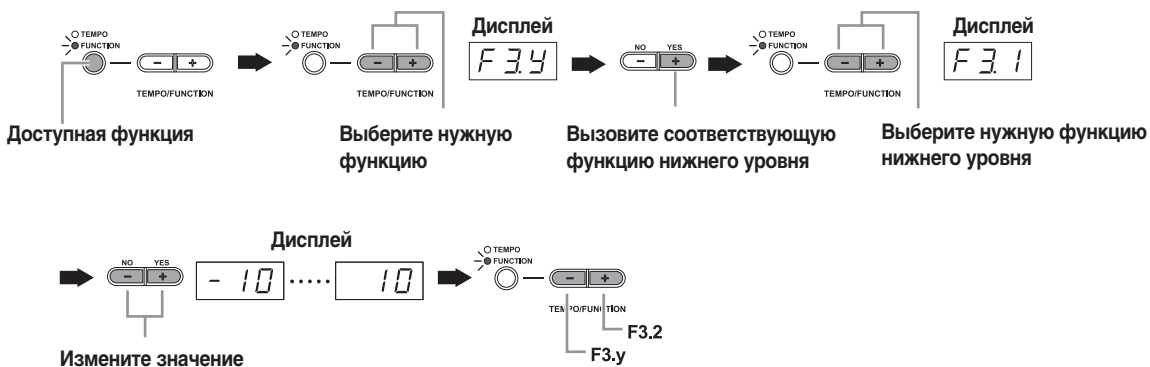 TEMPO
FUNCTION
- +
TEMPO/FUNCTION
Доступная функция
TEMPO
FUNCTION
- +
TEMPO/FUNCTION
Выберите нужную
функцию
Дисплей
F 3.Y
NO YES
- +
Вызовите соответствующую
функцию нижнего уровня
TEMPO
FUNCTION
- +
TEMPO/FUNCTION
Выберите нужную функцию
нижнего уровня
Дисплей
F 3. 1
NO YES
- +
Измените значение
Дисплей
- 10 ····· 10
TEMPO
FUNCTION
- +
TEMPO/FUNCTION
F3.2
F3.y